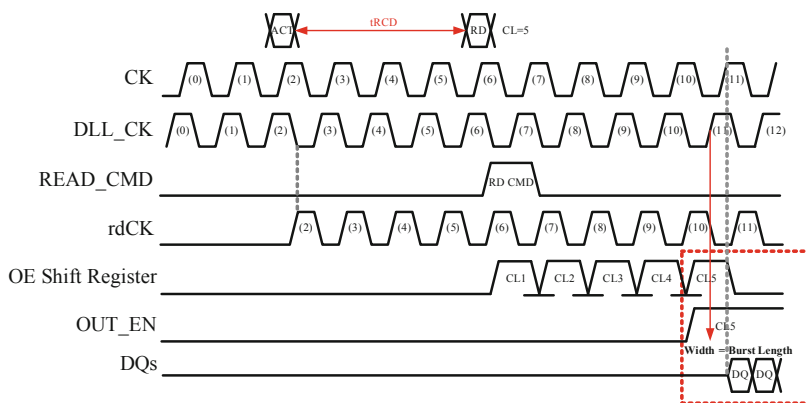 ACT tRCD RD CL=5
CK (0) (1) (2) (3) (4) (5) (6) (7) (8) (9) (10) (11)
DLL_CK (0) (1) (2) (3) (4) (5) (6) (7) (8) (9) (10) (11) (12)
READ_CMD RD CMD
rdCK (2) (3) (4) (5) (6) (7) (8) (9) (10) (11)
OE Shift Register CL1 CL2 CL3 CL4 CL5
OUT_EN CL5
Width = Burst Length
DQs DQ DQ